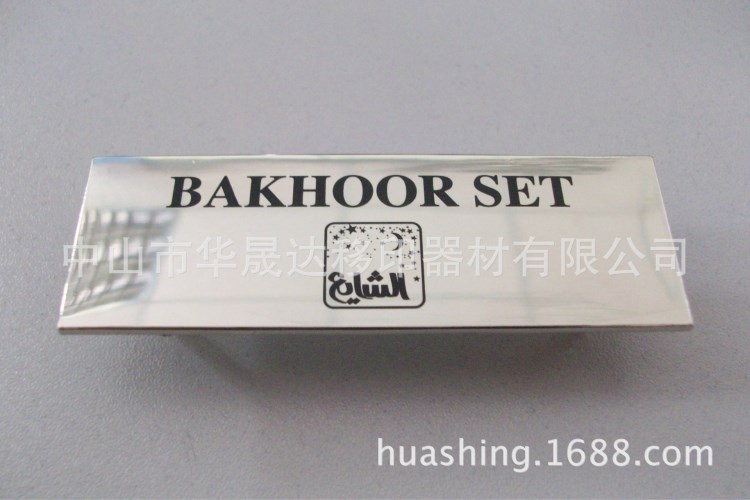 BAKHOOR SET
中山市华晟达移印器材有限公司
الشايع
huashing.1688.com